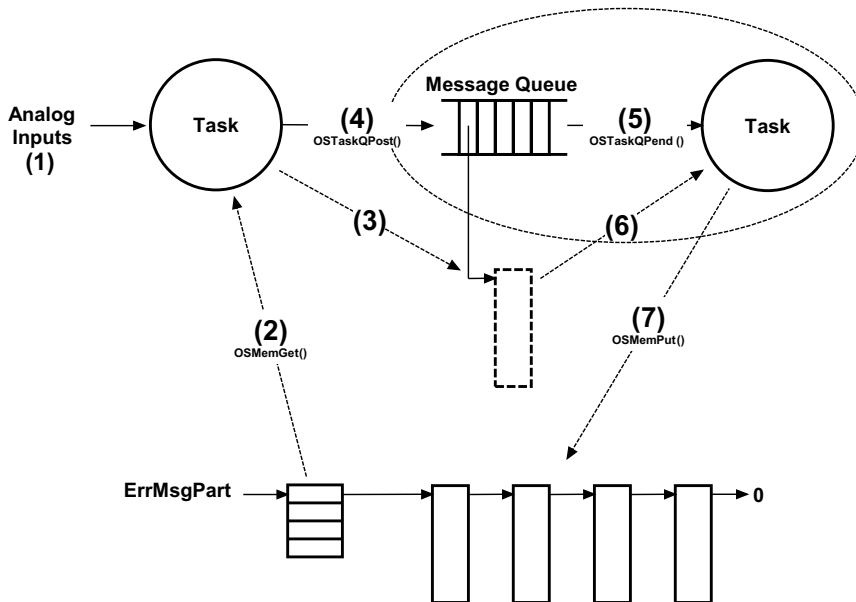 Message Queue
Analog
Inputs
(1)
Task
(4)
OSTaskQPost()
(5)
OSTaskQPend ()
Task
(3)
(6)
(2)
OSMemGet()
(7)
OSMemPut()
ErrMsgPart
0